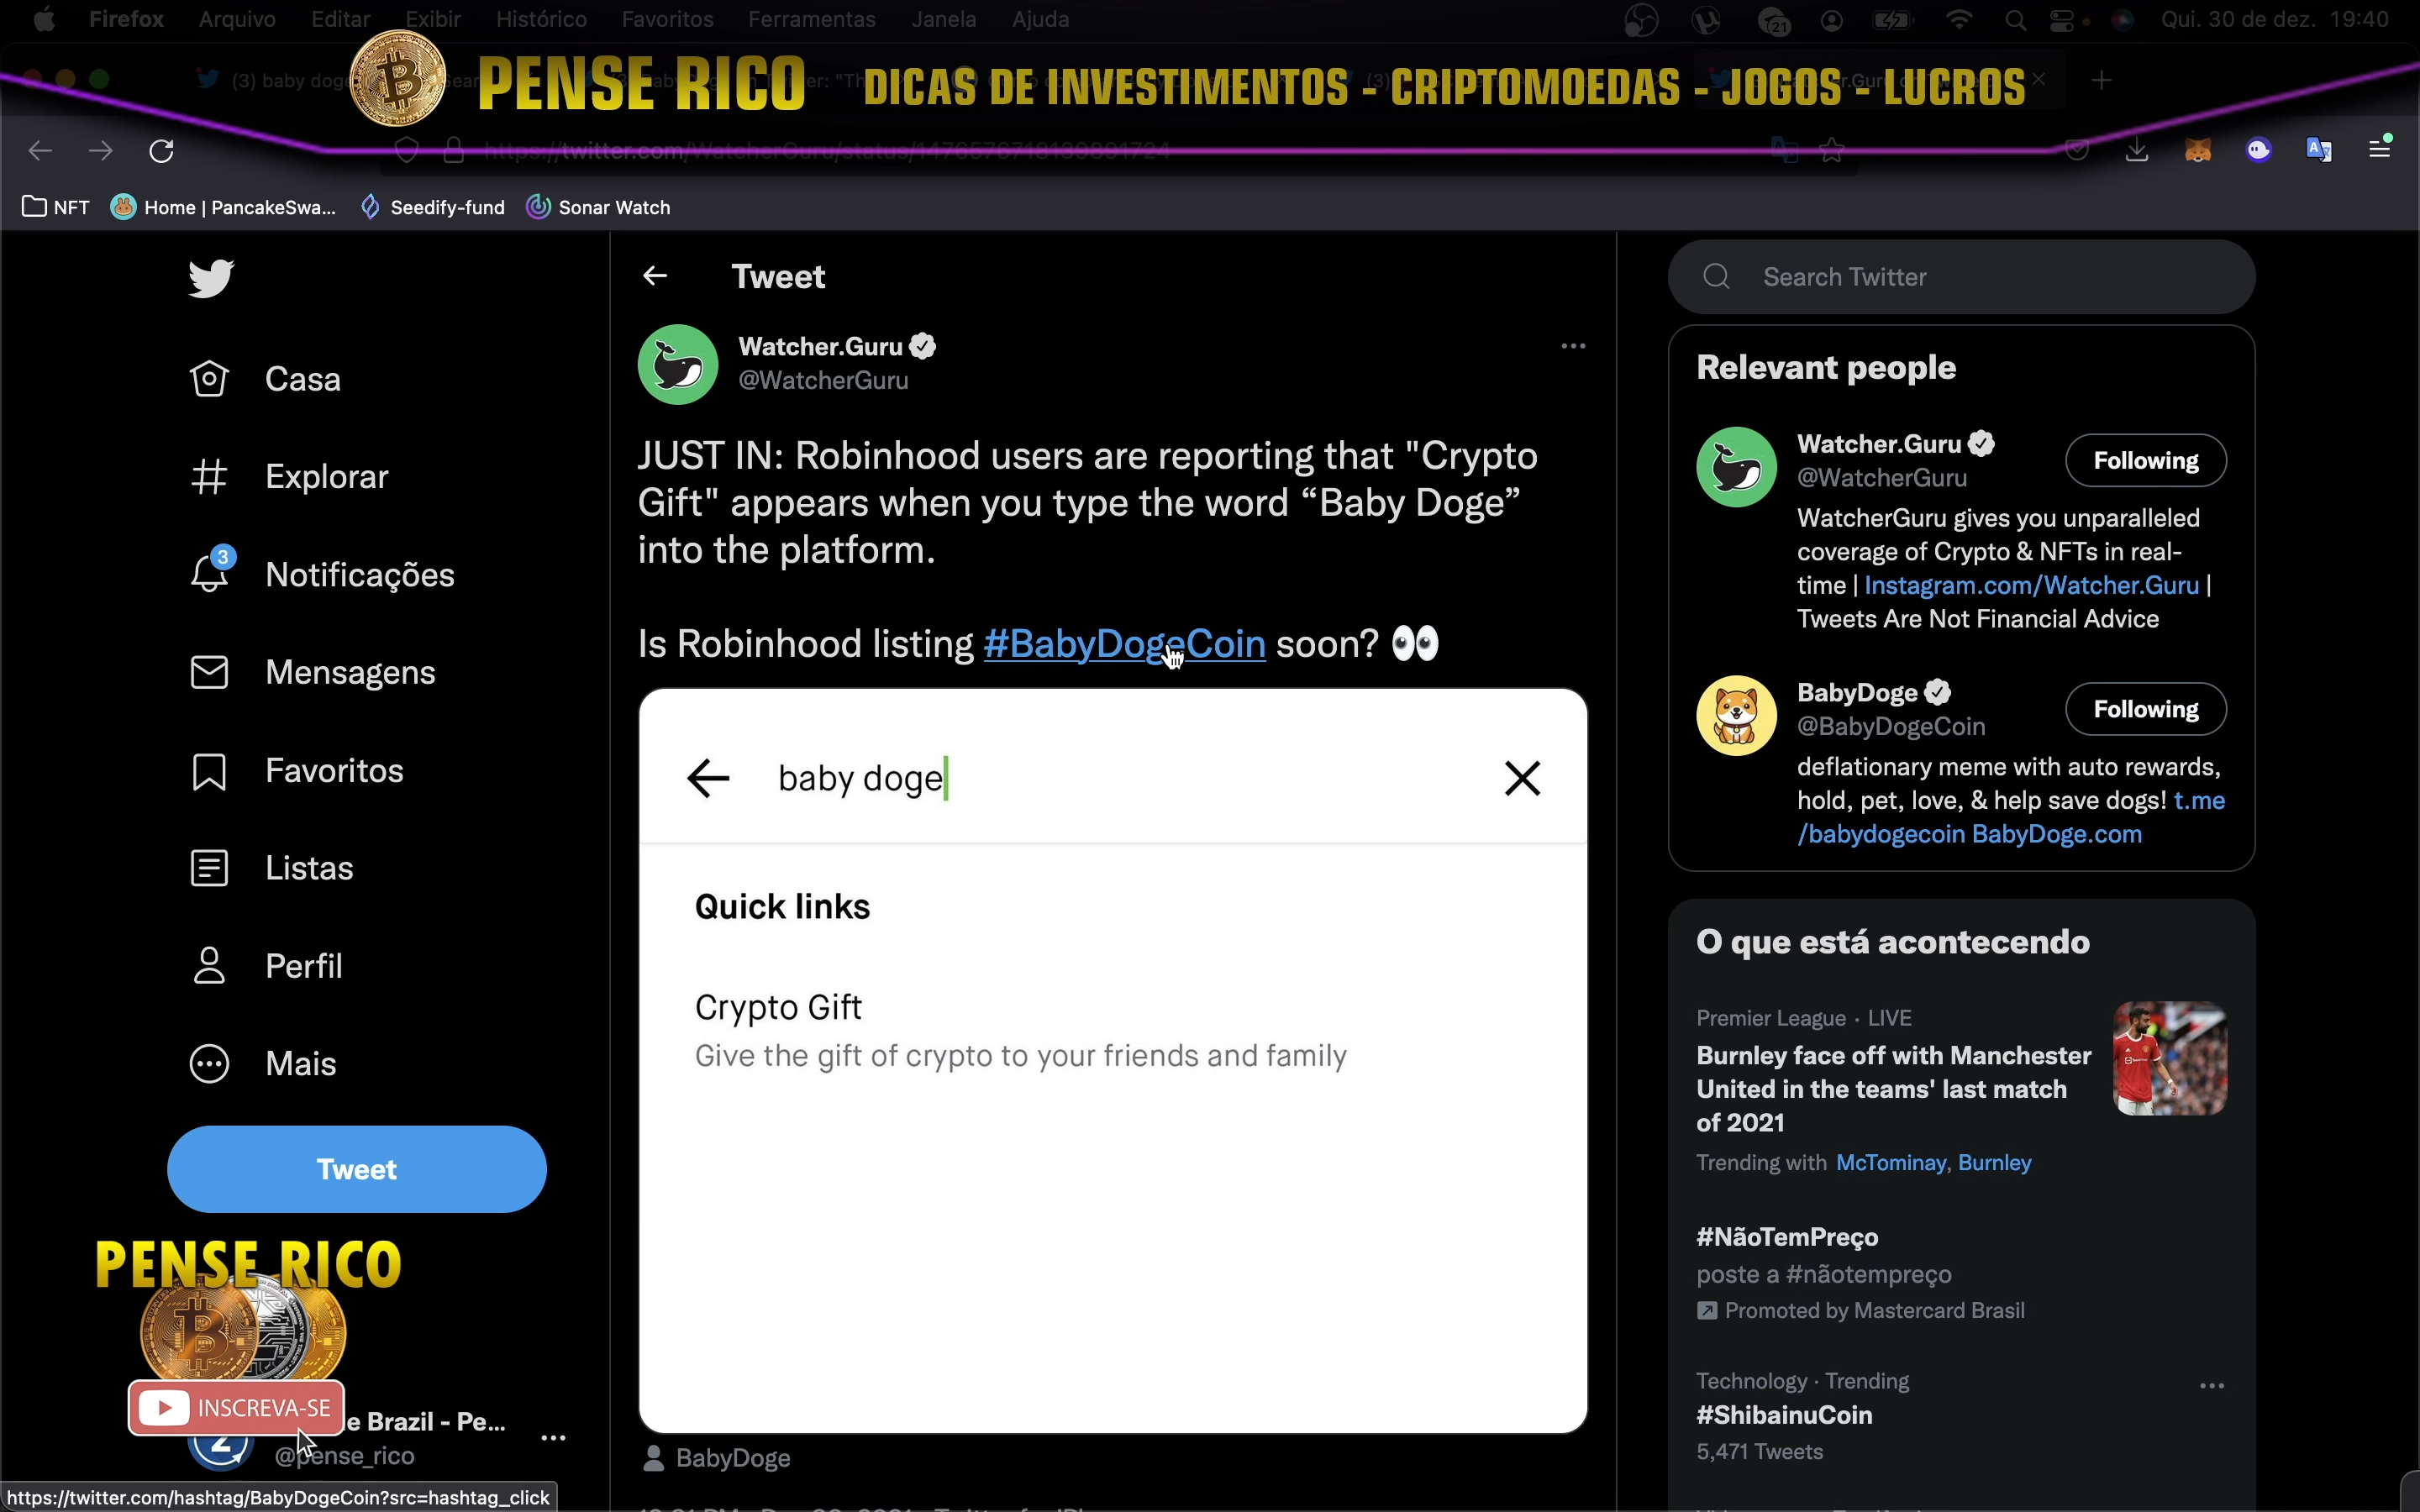 Firefox Arquivo Editar Exibir Histórico Favoritos Ferramentas Janela Ajuda
21
Qui. 30 de dez. 19:40
(3) baby doge
PENSE RICO
DICAS DE INVESTIMENTOS - CRIPTOMOEDAS - JOGOS - LUCROS
NFT
Home | PancakeSwa...
Seedify-fund
Sonar Watch
Casa
Explorar
3
Notificações
Mensagens
Favoritos
Listas
Perfil
Mais
Tweet
PENSE RICO
INSCREVA-SE
e Brazil - Pe...
@pense_rico
https://twitter.com/hashtag/BabyDogeCoin?src=hashtag_click
Tweet
Watcher.Guru
@WatcherGuru
JUST IN: Robinhood users are reporting that "Crypto
Gift" appears when you type the word “Baby Doge”
into the platform.
Is Robinhood listing #BabyDogeCoin soon? 👀
baby doge
Quick links
Crypto Gift
Give the gift of crypto to your friends and family
BabyDoge
Search Twitter
Relevant people
Watcher.Guru
@WatcherGuru
Following
WatcherGuru gives you unparalleled
coverage of Crypto & NFTs in real-
time | Instagram.com/Watcher.Guru |
Tweets Are Not Financial Advice
BabyDoge
@BabyDogeCoin
Following
deflationary meme with auto rewards,
hold, pet, love, & help save dogs! t.me
/babydogecoin BabyDoge.com
O que está acontecendo
Premier League · LIVE
Burnley face off with Manchester
United in the teams' last match
of 2021
Trending with McTominay, Burnley
#NãoTemPreço
poste a #nãotempreço
Promoted by Mastercard Brasil
Technology · Trending
#ShibainuCoin
5,471 Tweets